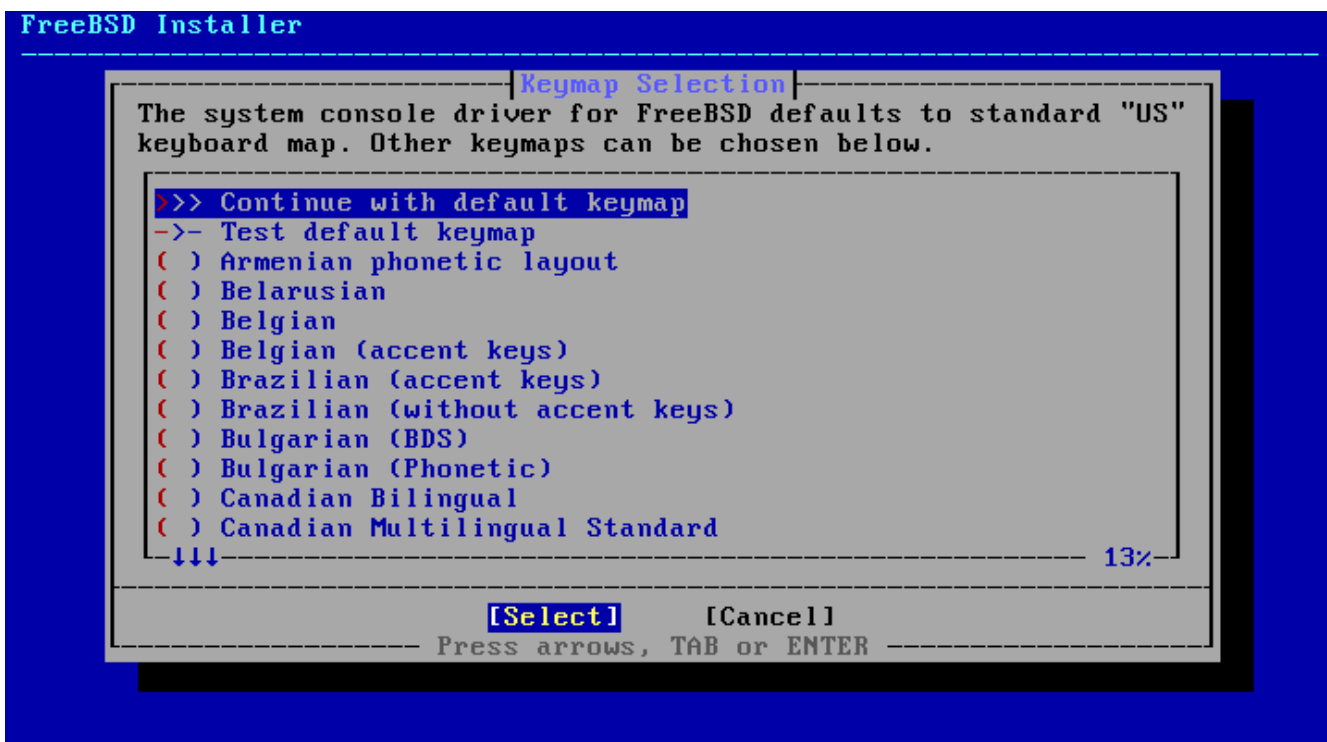 FreeBSD Installer
Keymap Selection
The system console driver for FreeBSD defaults to standard "US"
keyboard map. Other keymaps can be chosen below.
>>> Continue with default keymap
->- Test default keymap
( ) Armenian phonetic layout
( ) Belarusian
( ) Belgian
( ) Belgian (accent keys)
( ) Brazilian (accent keys)
( ) Brazilian (without accent keys)
( ) Bulgarian (BDS)
( ) Bulgarian (Phonetic)
( ) Canadian Bilingual
( ) Canadian Multilingual Standard
↓↓↓ 13%
[Select] [Cancel]
Press arrows, TAB or ENTER